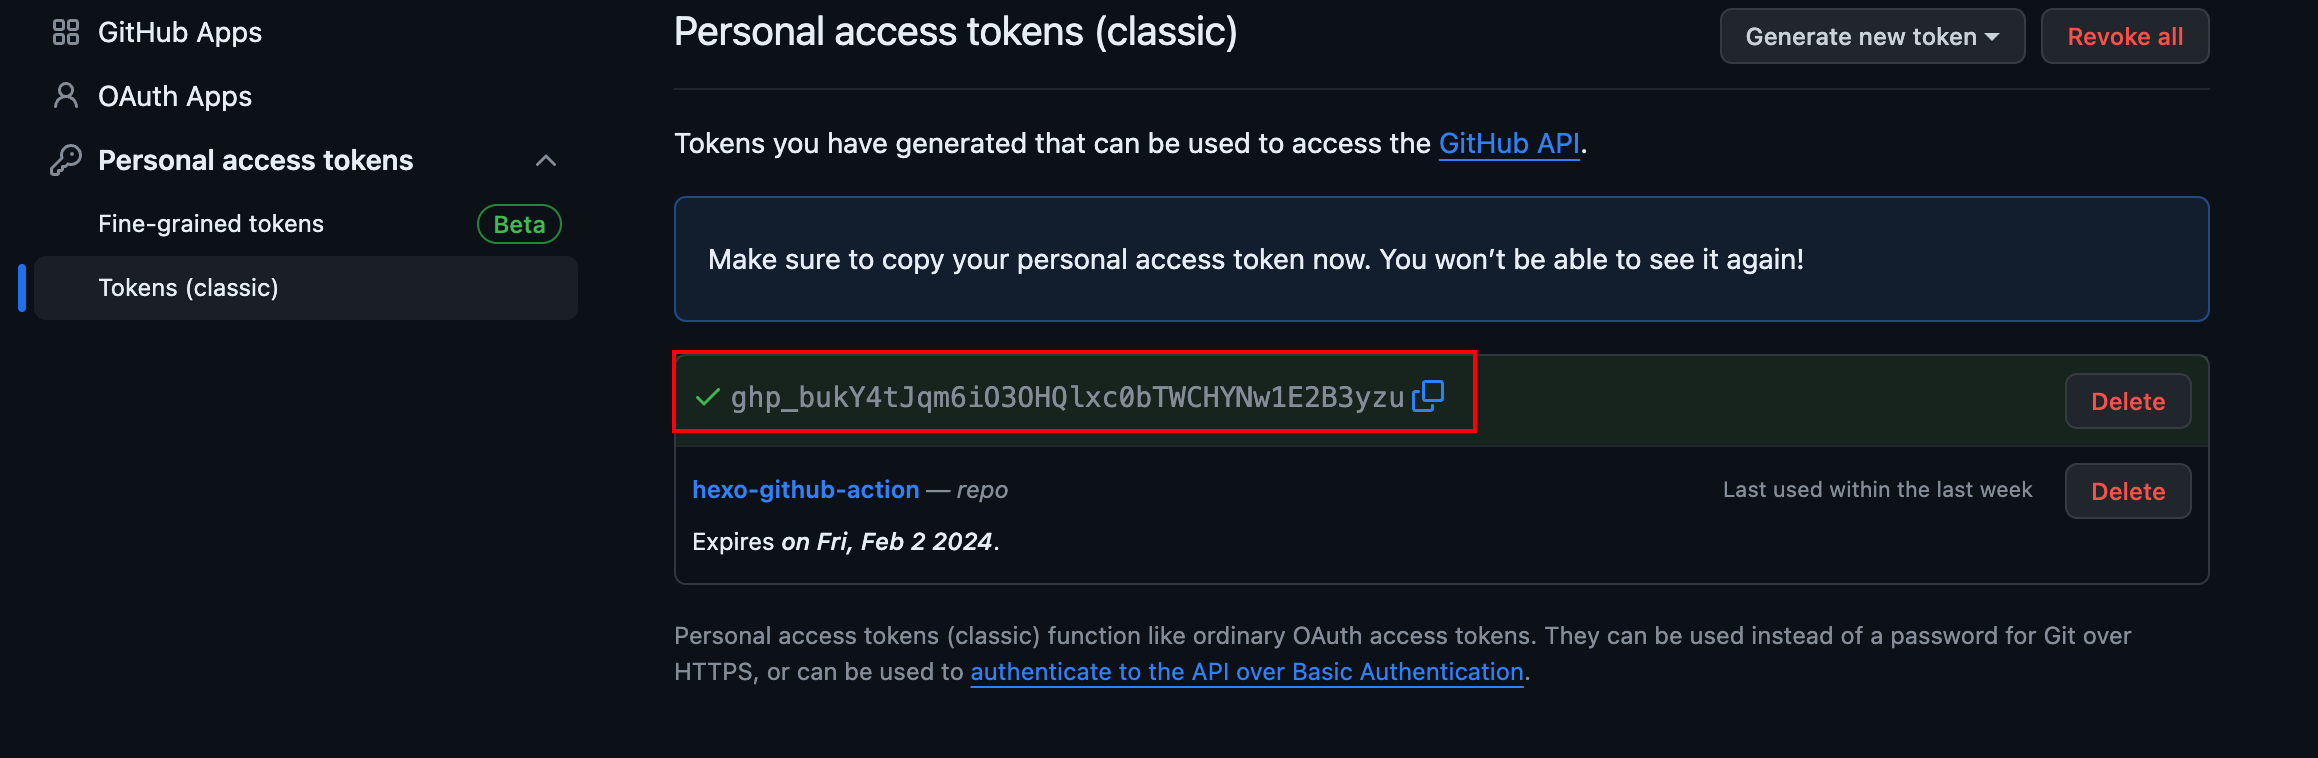 GitHub Apps
OAuth Apps
Personal access tokens
Fine-grained tokens Beta
Tokens (classic)
Personal access tokens (classic)
Generate new token
Revoke all
Tokens you have generated that can be used to access the GitHub API.
Make sure to copy your personal access token now. You won’t be able to see it again!
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
Delete
hexo-github-action — repo
Last used within the last week
Delete
Expires on Fri, Feb 2 2024.
Personal access tokens (classic) function like ordinary OAuth access tokens. They can be used instead of a password for Git over
HTTPS, or can be used to authenticate to the API over Basic Authentication.